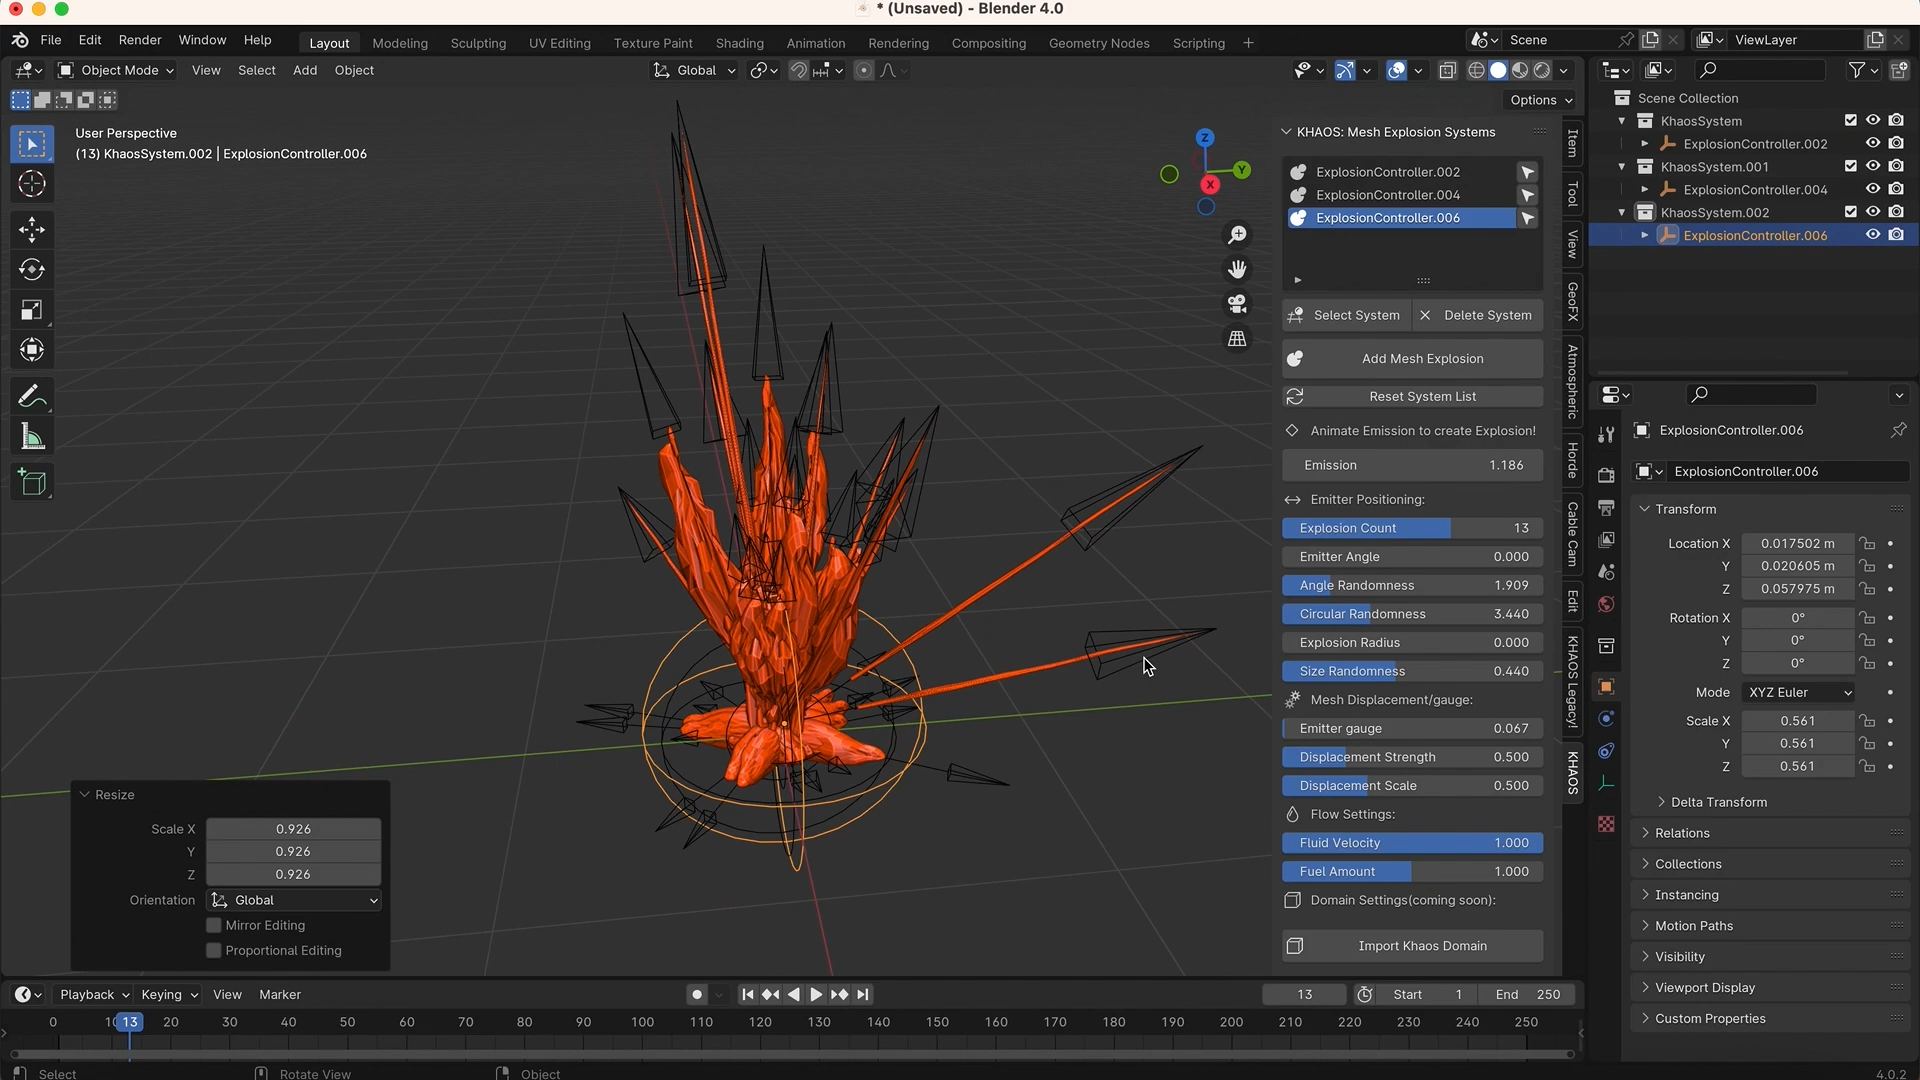 * (Unsaved) - Blender 4.0
File Edit Render Window Help Layout Modeling Sculpting UV Editing Texture Paint Shading Animation Rendering Compositing Geometry Nodes Scripting + Scene ViewLayer
Object Mode View Select Add Object Global
Options
User Perspective
(13) KhaosSystem.002 | ExplosionController.006
Z
Y
X
KHAOS: Mesh Explosion Systems
ExplosionController.002
ExplosionController.004
ExplosionController.006
Select System Delete System
Add Mesh Explosion
Reset System List
Animate Emission to create Explosion!
Emission 1.186
Emitter Positioning:
Explosion Count 13
Emitter Angle 0.000
Angle Randomness 1.909
Circular Randomness 3.440
Explosion Radius 0.000
Size Randomness 0.440
Mesh Displacement/gauge:
Emitter gauge 0.067
Displacement Strength 0.500
Displacement Scale 0.500
Flow Settings:
Fluid Velocity 1.000
Fuel Amount 1.000
Domain Settings(coming soon):
Import Khaos Domain
Item
Tool
View
GeoFX
Atmospheric
Horde
Cable Cam
Edit
KHAOS Legacy!
KHAOS
Scene Collection
KhaosSystem
ExplosionController.002
KhaosSystem.001
ExplosionController.004
KhaosSystem.002
ExplosionController.006
ExplosionController.006
ExplosionController.006
Transform
Location X 0.017502 m
Y 0.020605 m
Z 0.057975 m
Rotation X 0°
Y 0°
Z 0°
Mode XYZ Euler
Scale X 0.561
Y 0.561
Z 0.561
Delta Transform
Relations
Collections
Instancing
Motion Paths
Visibility
Viewport Display
Custom Properties
Resize
Scale X 0.926
Y 0.926
Z 0.926
Orientation Global
Mirror Editing
Proportional Editing
Playback Keying View Marker 13 Start 1 End 250
0 10 13 20 30 40 50 60 70 80 90 100 110 120 130 140 150 160 170 180 190 200 210 220 230 240 250
Select Rotate View Object 4.0.2